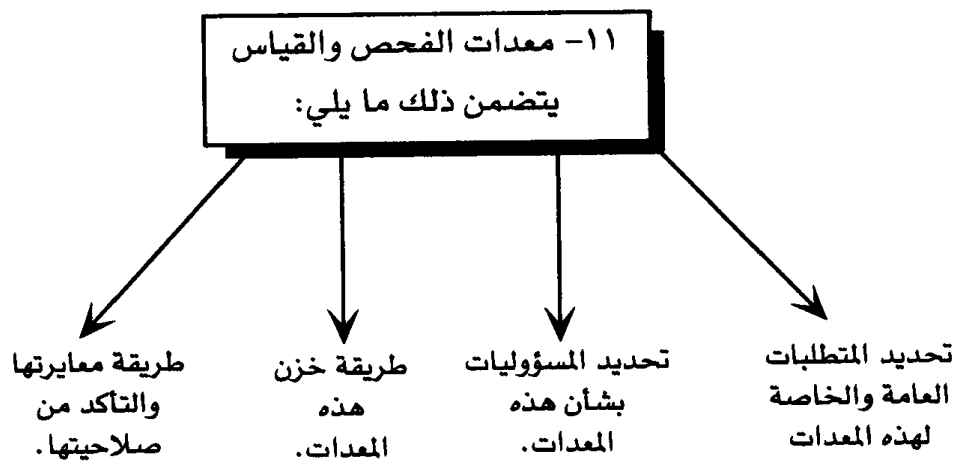 ١١- معدات الفحص والقياس
يتضمن ذلك ما يلي:
تحديد المتطلبات
العامة والخاصة
لهذه المعدات
تحديد المسؤوليات
بشأن هذه
المعدات.
طريقة خزن
هذه
المعدات.
طريقة معايرتها
والتأكد من
صلاحيتها.